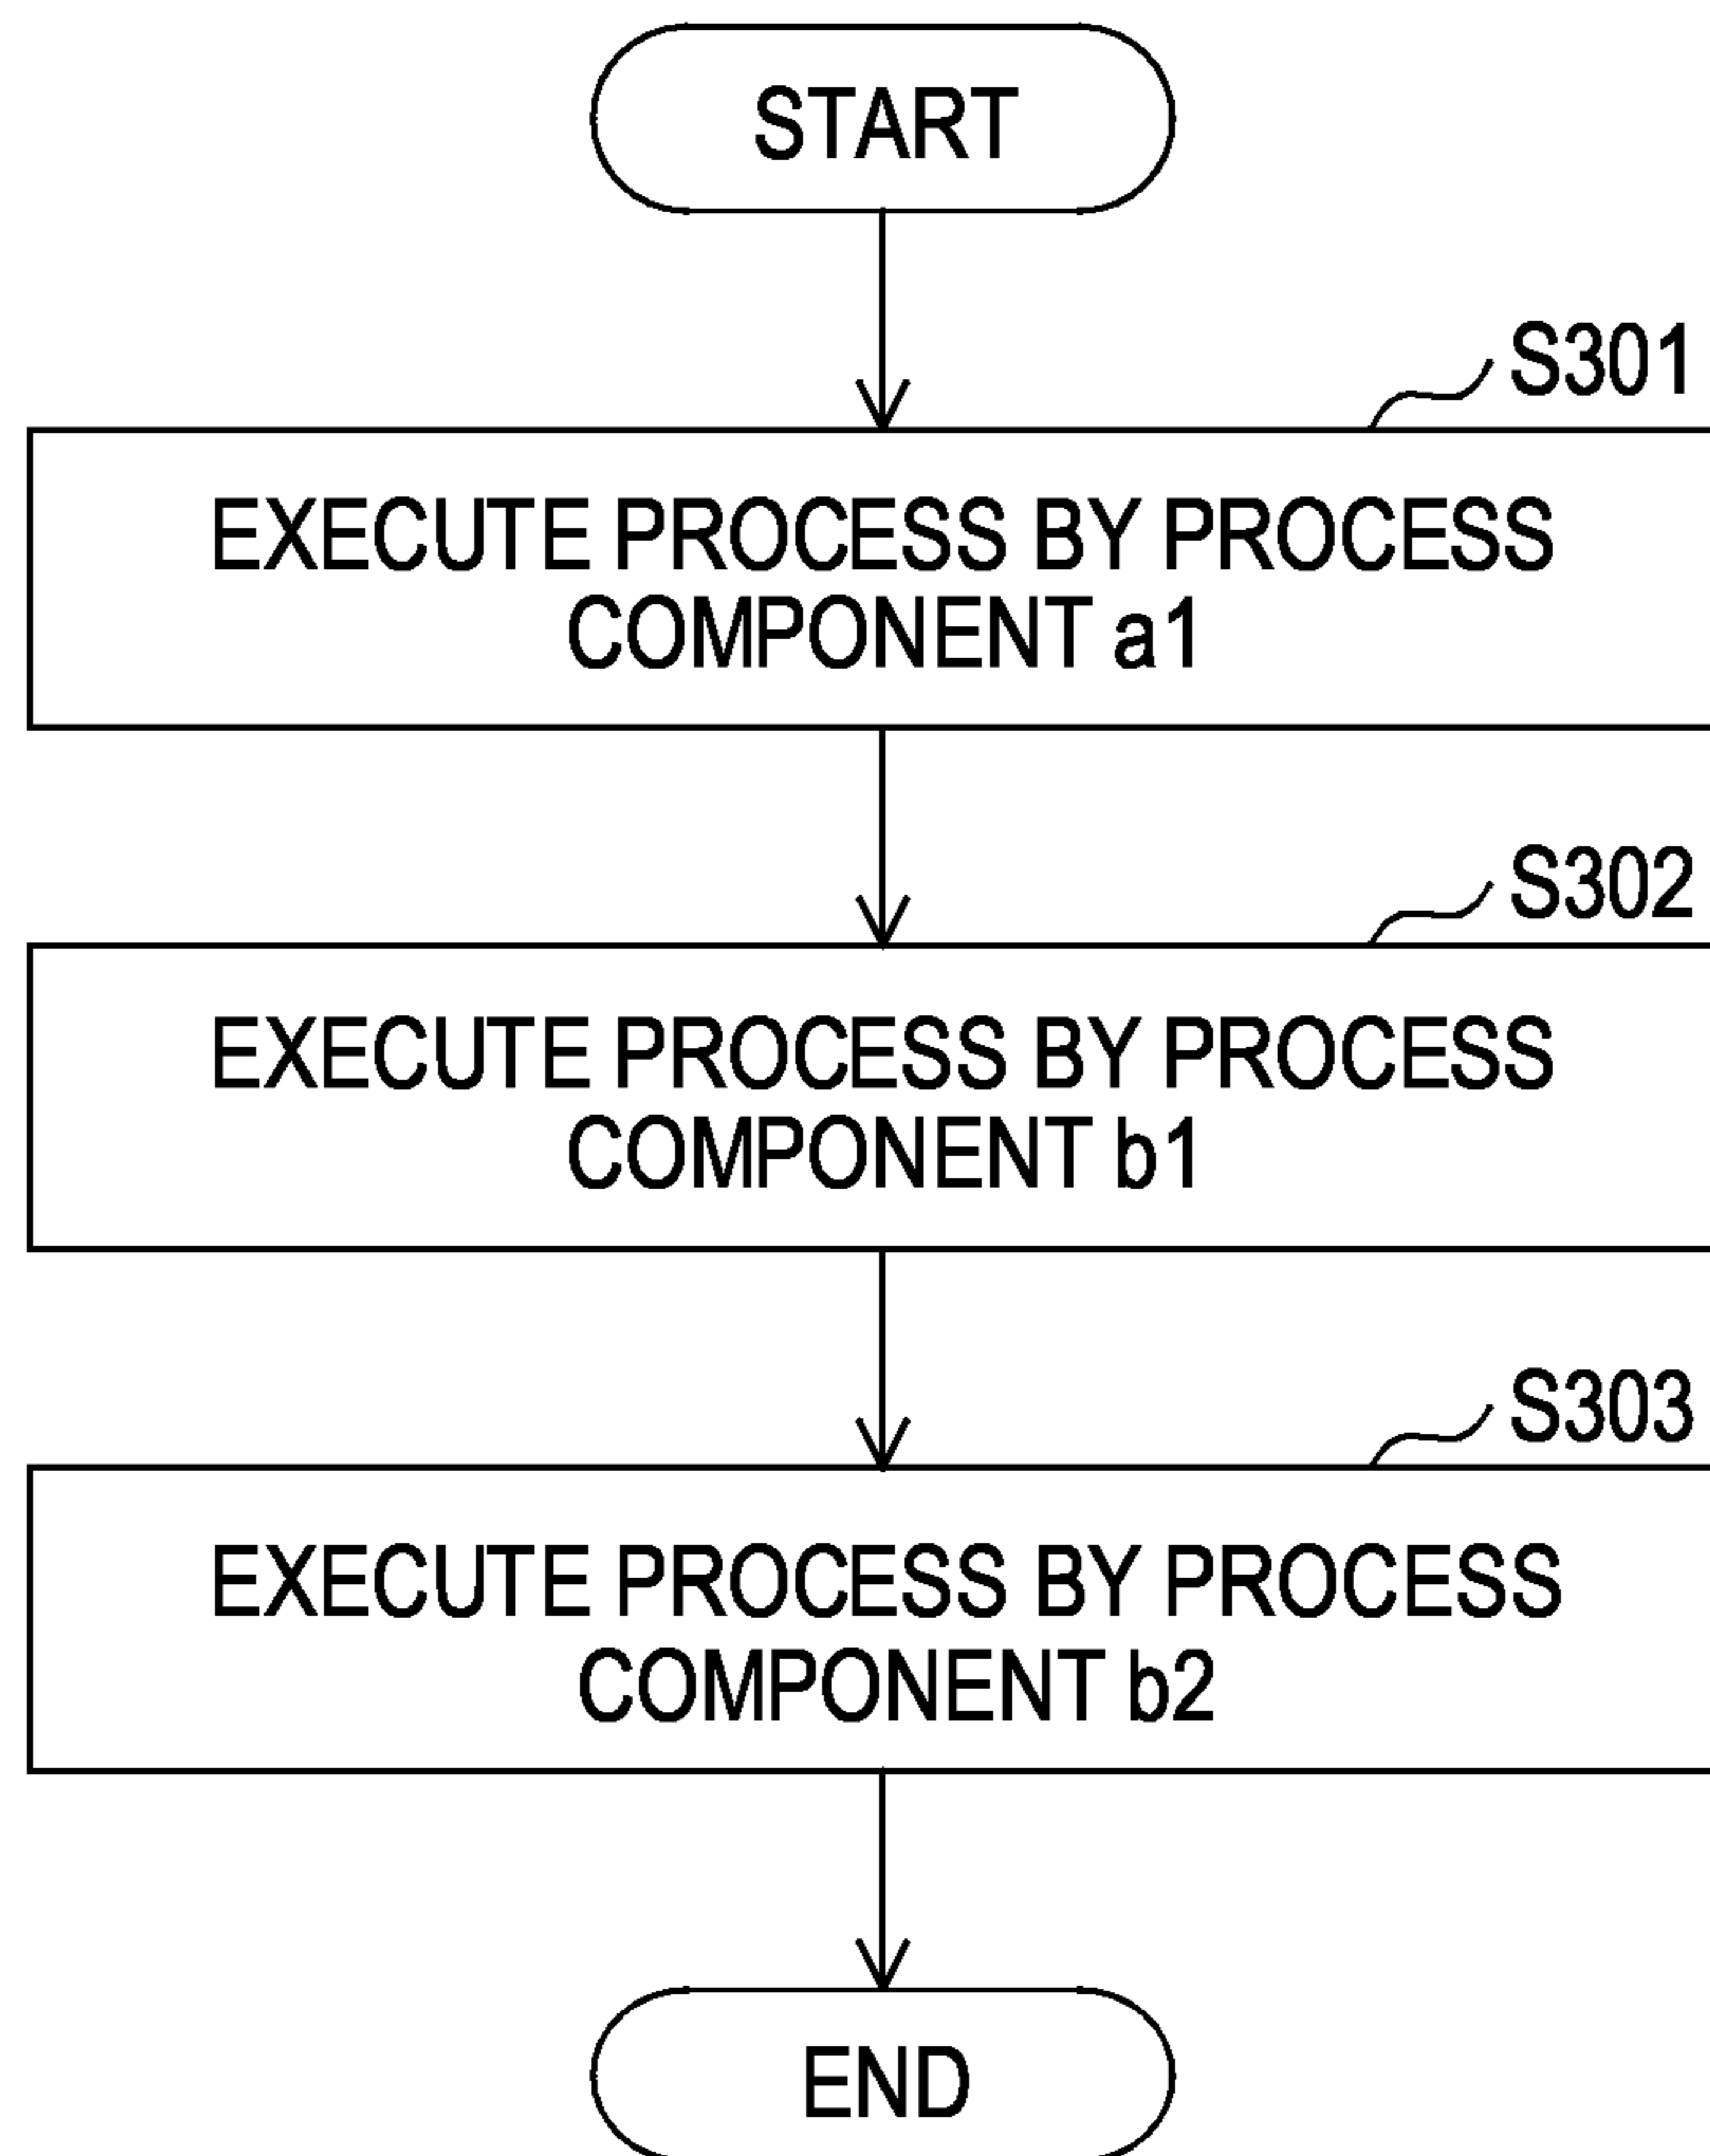 START
S301
EXECUTE PROCESS BY PROCESS
COMPONENT a1
S302
EXECUTE PROCESS BY PROCESS
COMPONENT b1
S303
EXECUTE PROCESS BY PROCESS
COMPONENT b2
END